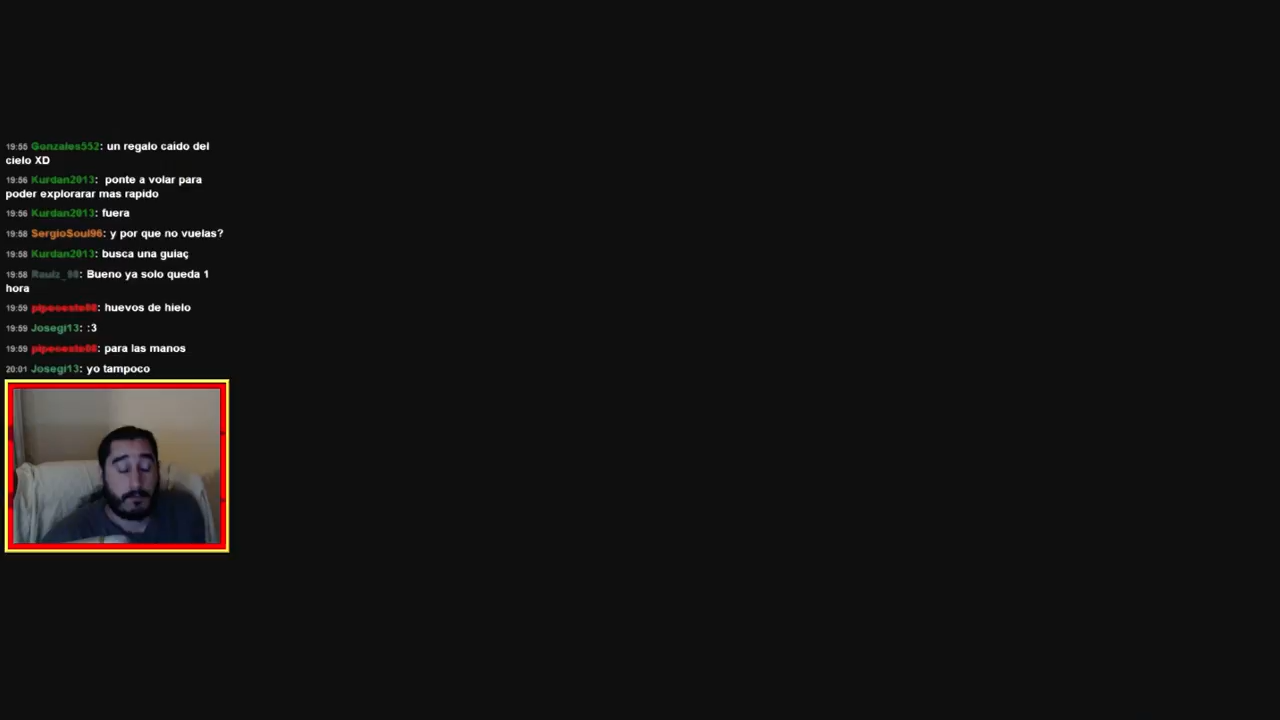 19:55 Gonzales552: un regalo caido del
cielo XD
19:56 Kurdan2013: ponte a volar para
poder explorarar mas rapido
19:56 Kurdan2013: fuera
19:58 SergioSoul96: y por que no vuelas?
19:58 Kurdan2013: busca una guiaç
19:58 : Bueno ya solo queda 1
hora
19:59 : huevos de hielo
19:59 Josegi13: :3
19:59 : para las manos
20:01 Josegi13: yo tampoco